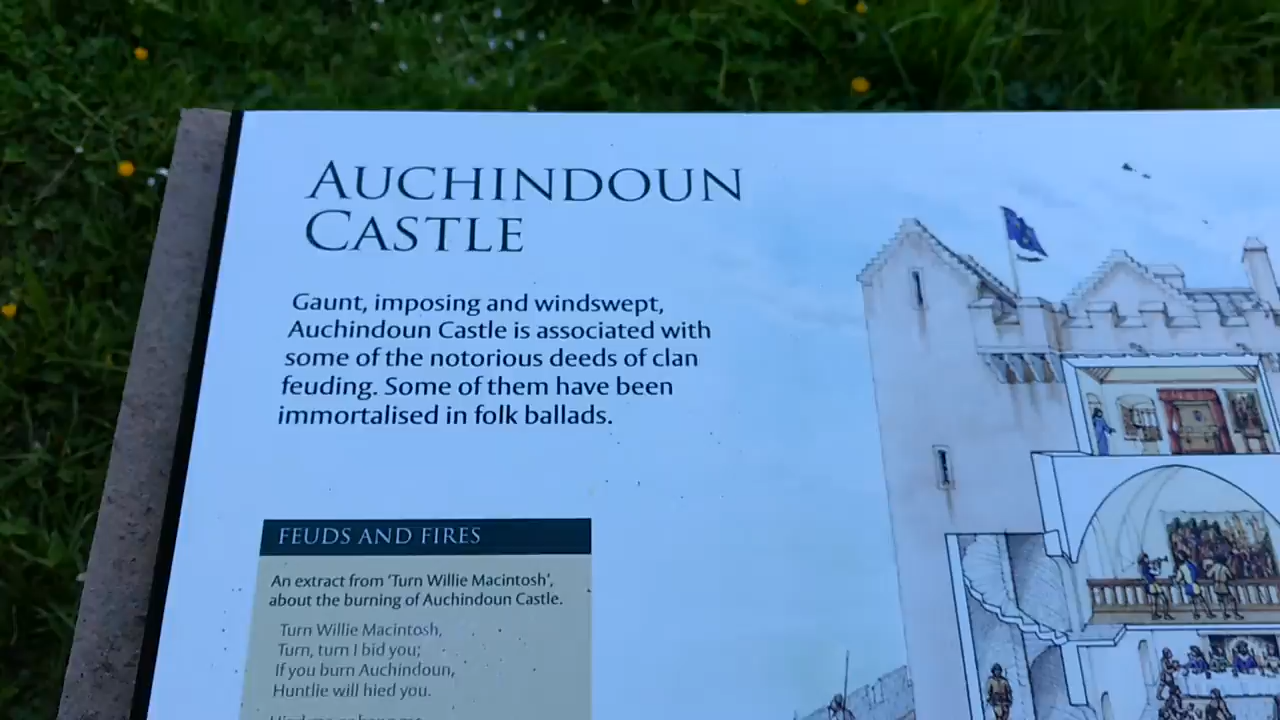 AUCHINDOUN
CASTLE
Gaunt, imposing and windswept,
Auchindoun Castle is associated with
some of the notorious deeds of clan
feuding. Some of them have been
immortalised in folk ballads.
FEUDS AND FIRES
An extract from 'Turn Willie Macintosh',
about the burning of Auchindoun Castle.
Turn Willie Macintosh,
Turn, turn I bid you;
If you burn Auchindoun,
Huntlie will hied you.